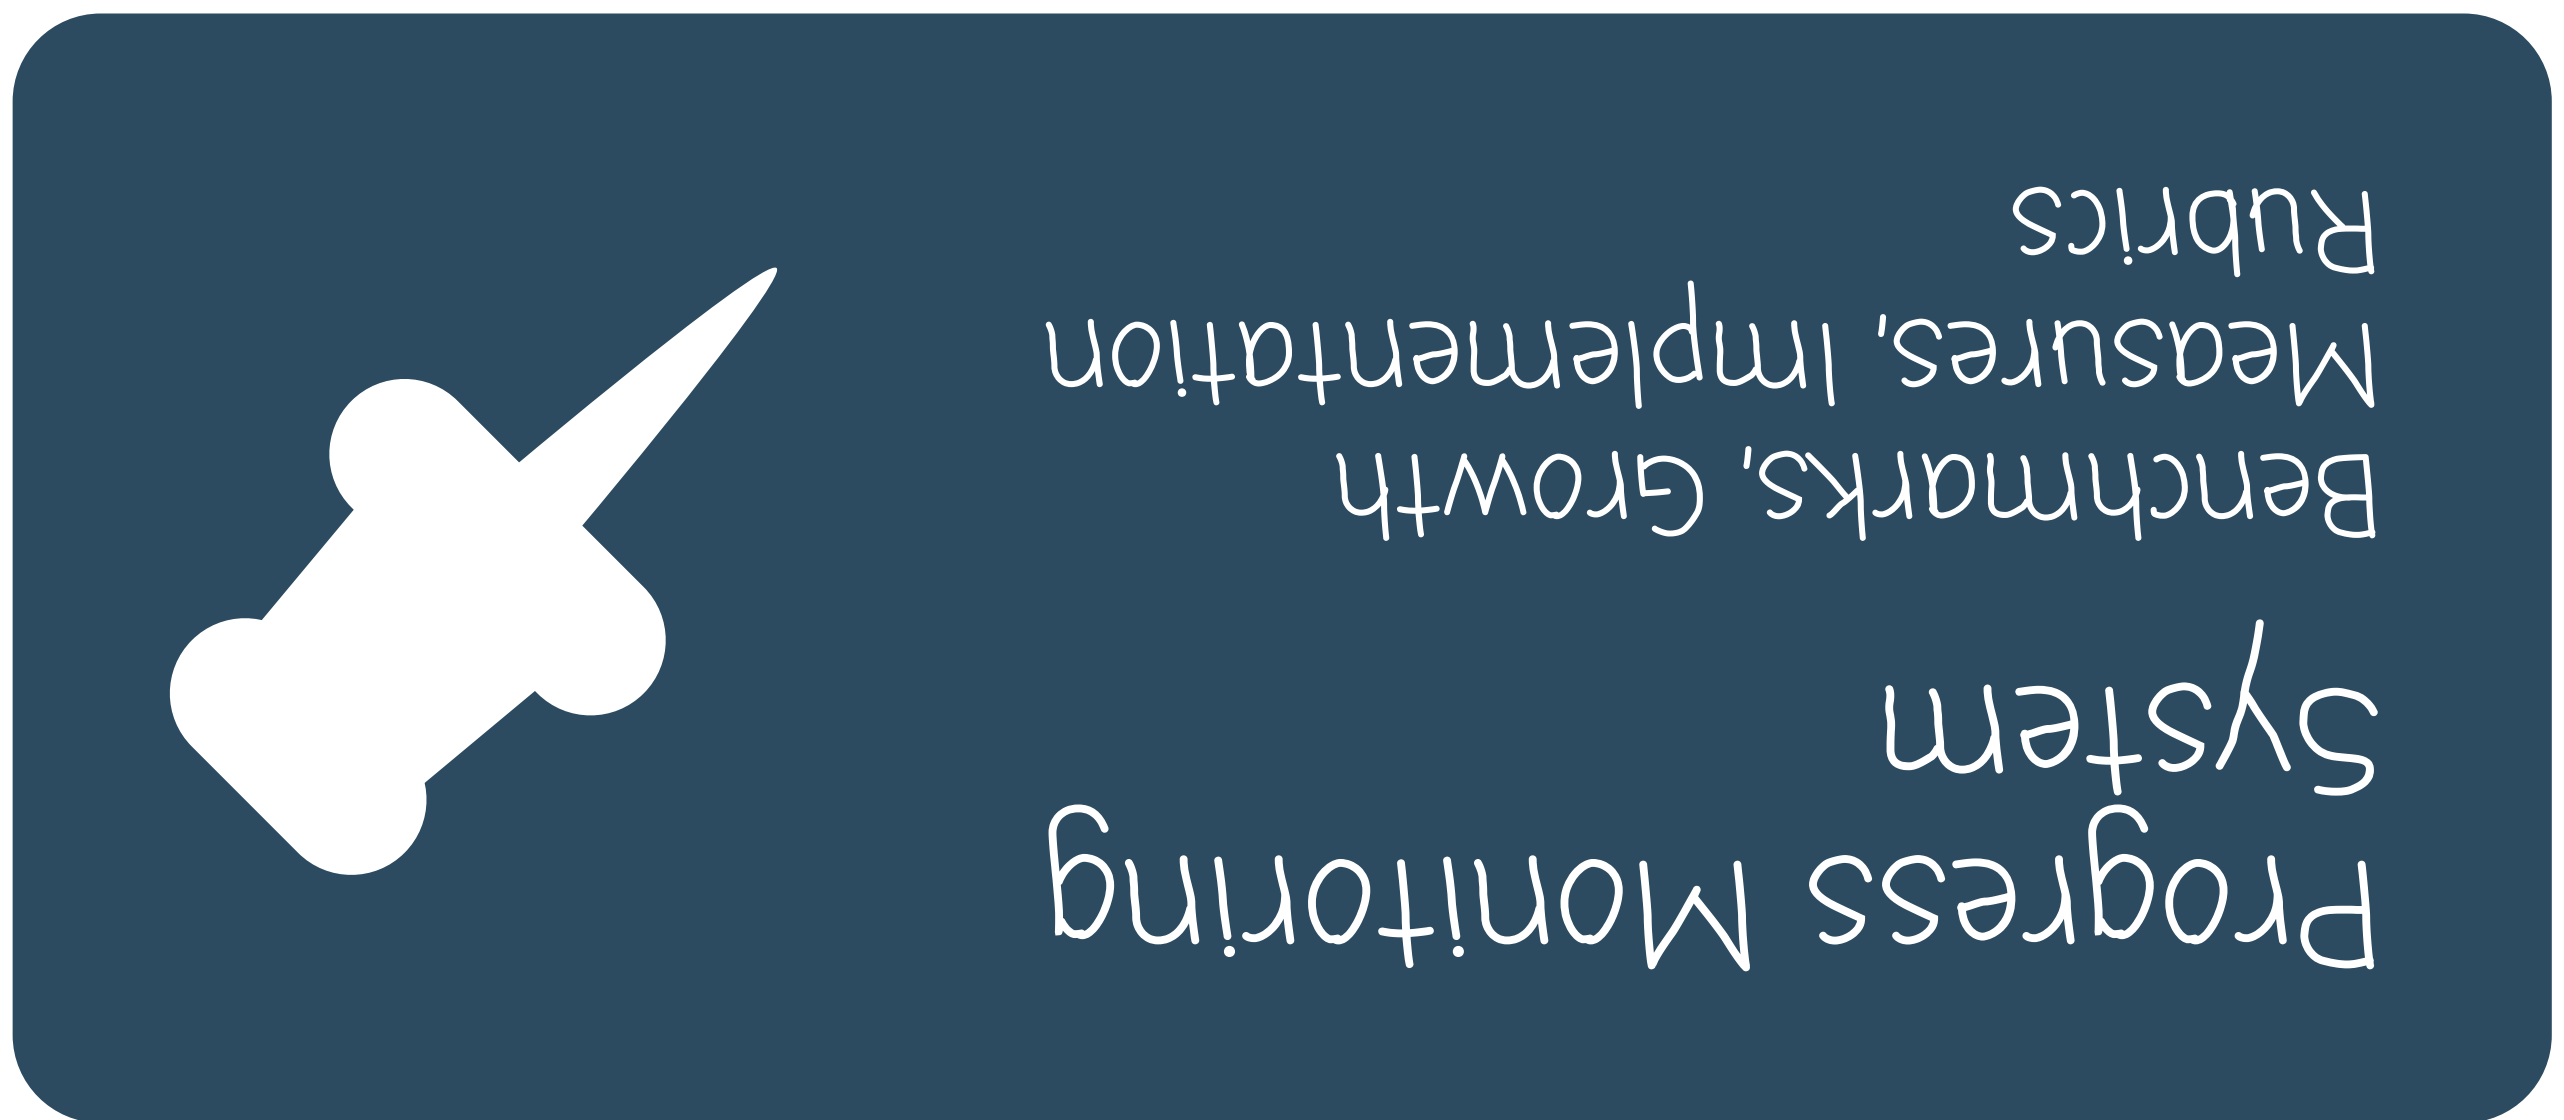 Progress Monitoring
System
Benchmarks, Growth
Measures, Implementation
Rubrics